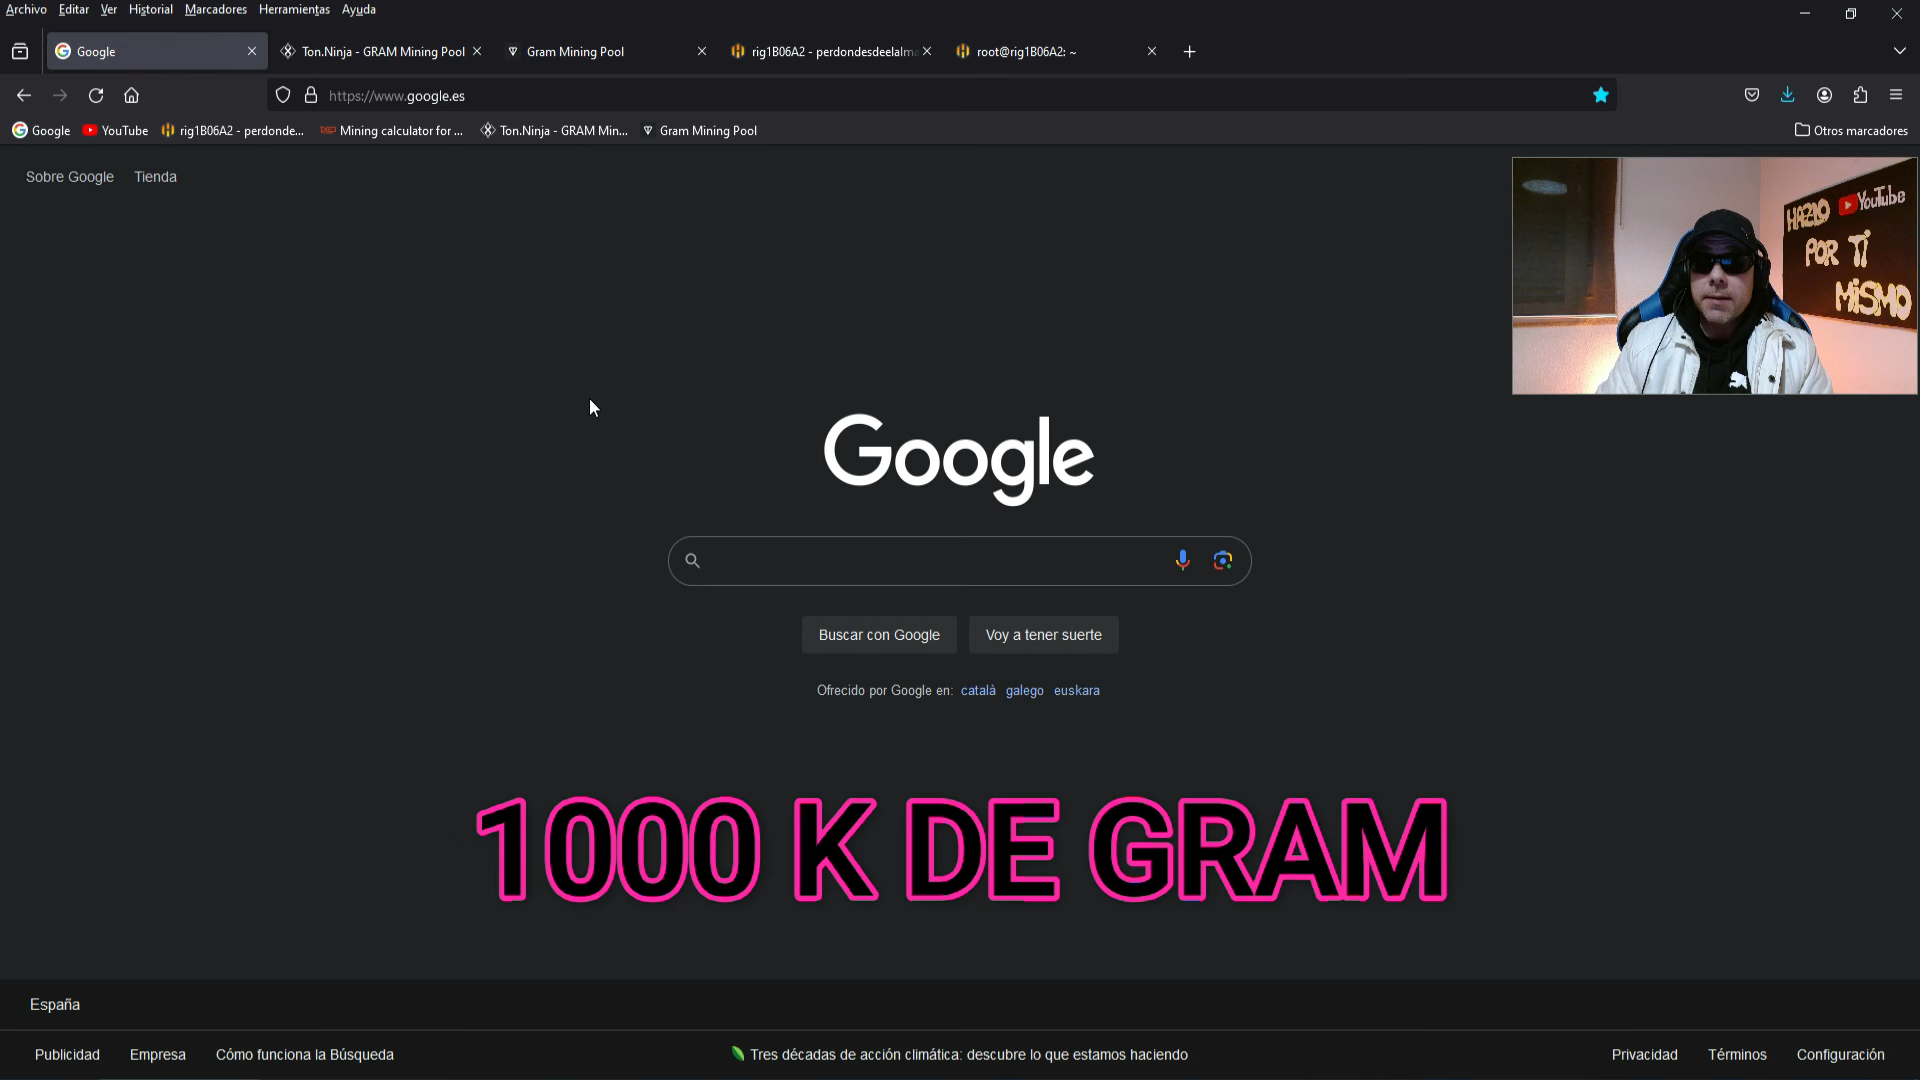 Archivo Editar Ver Historial Marcadores Herramientas Ayuda
Google
Ton.Ninja - GRAM Mining Pool
Gram Mining Pool
rig1B06A2 - perdondesdeelalma
root@rig1B06A2: ~
https://www.google.es
Google YouTube rig1B06A2 - perdonde... Mining calculator for ... Ton.Ninja - GRAM Min... Gram Mining Pool Otros marcadores
Sobre Google Tienda
HAZLO YouTube
POR TI
MiSMO
Google
Buscar con Google Voy a tener suerte
Ofrecido por Google en: català galego euskara
1000 K DE GRAM
España
Publicidad Empresa Cómo funciona la Búsqueda Tres décadas de acción climática: descubre lo que estamos haciendo Privacidad Términos Configuración